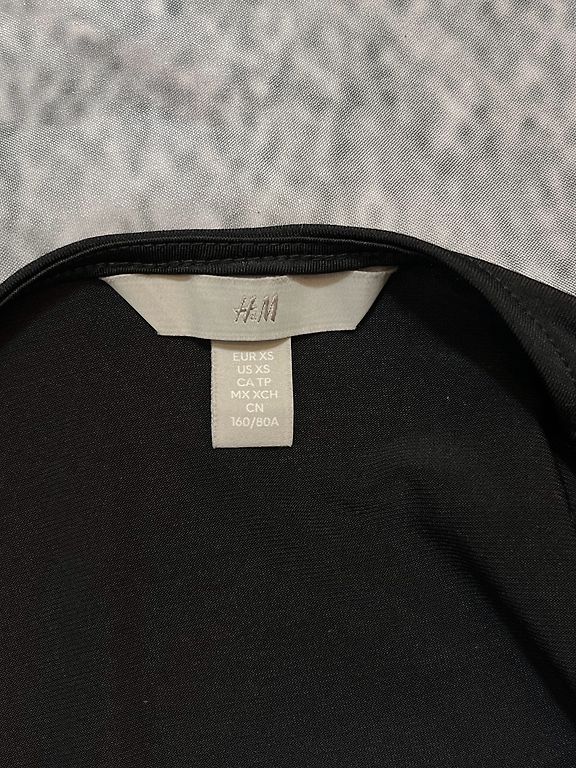 H&M
EUR XS
US XS
CA TP
MX XCH
CN
160/80A